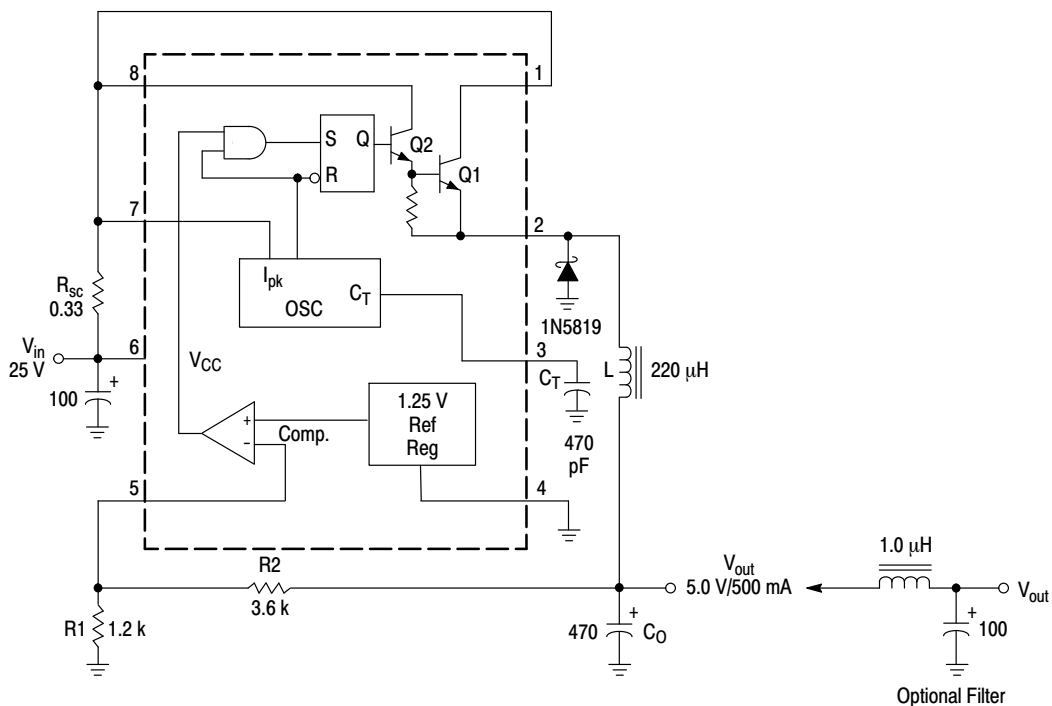 8
1
S Q
Q2
R
Q1
7
2
Rsc
0.33
Ipk
OSC
CT
1N5819
Vin
25 V
6
VCC
3
CT
L
220 μH
100
+
1.25 V
Ref
Reg
470
pF
+
−
Comp.
5
4
R2
3.6 k
Vout
5.0 V/500 mA
1.0 μH
Vout
R1
1.2 k
470
+
CO
+
100
Optional Filter